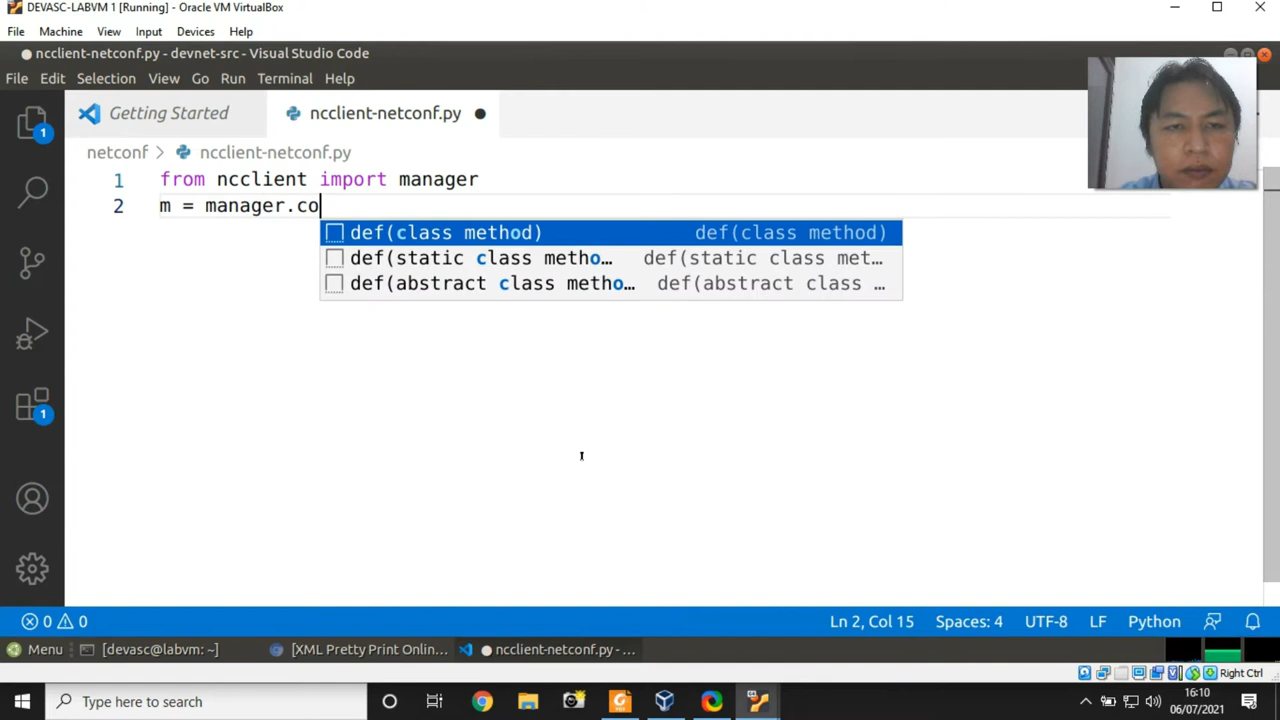 DEVASC-LABVM 1 [Running] - Oracle VM VirtualBox
File Machine View Input Devices Help
ncclient-netconf.py - devnet-src - Visual Studio Code
File Edit Selection View Go Run Terminal Help
Getting Started ncclient-netconf.py
netconf > ncclient-netconf.py
1 from ncclient import manager
2 m = manager.co
def(class method) def(class method)
def(static class metho… def(static class met…
def(abstract class metho… def(abstract class …
1
1
0 0 Ln 2, Col 15 Spaces: 4 UTF-8 LF Python
Menu [devasc@labvm: ~] [XML Pretty Print Onlin... ncclient-netconf.py - ...
Right Ctrl
Type here to search 16:10
06/07/2021